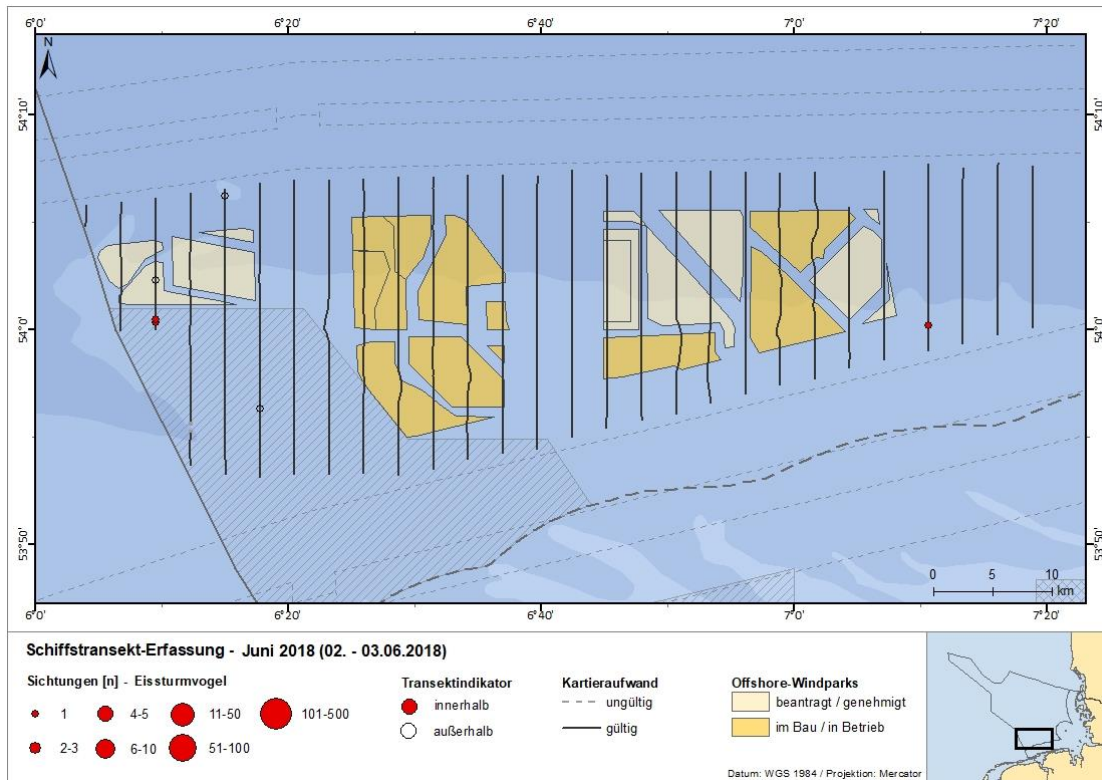 6°0' 6°20' 6°40' 7°0' 7°20'
N
54°10' 54°10'
54°0' 54°0'
53°50' 53°50'
0 5 10
km
6°0' 6°20' 6°40' 7°0' 7°20'
Schiffstransekt-Erfassung - Juni 2018 (02. - 03.06.2018)
Sichtungen [n] - Eissturmvogel
1 4-5 11-50 101-500
2-3 6-10 51-100
Transektindikator
innerhalb
außerhalb
Kartieraufwand
ungültig
gültig
Offshore-Windparks
beantragt / genehmigt
im Bau / in Betrieb
Datum: WGS 1984 / Projektion: Mercator